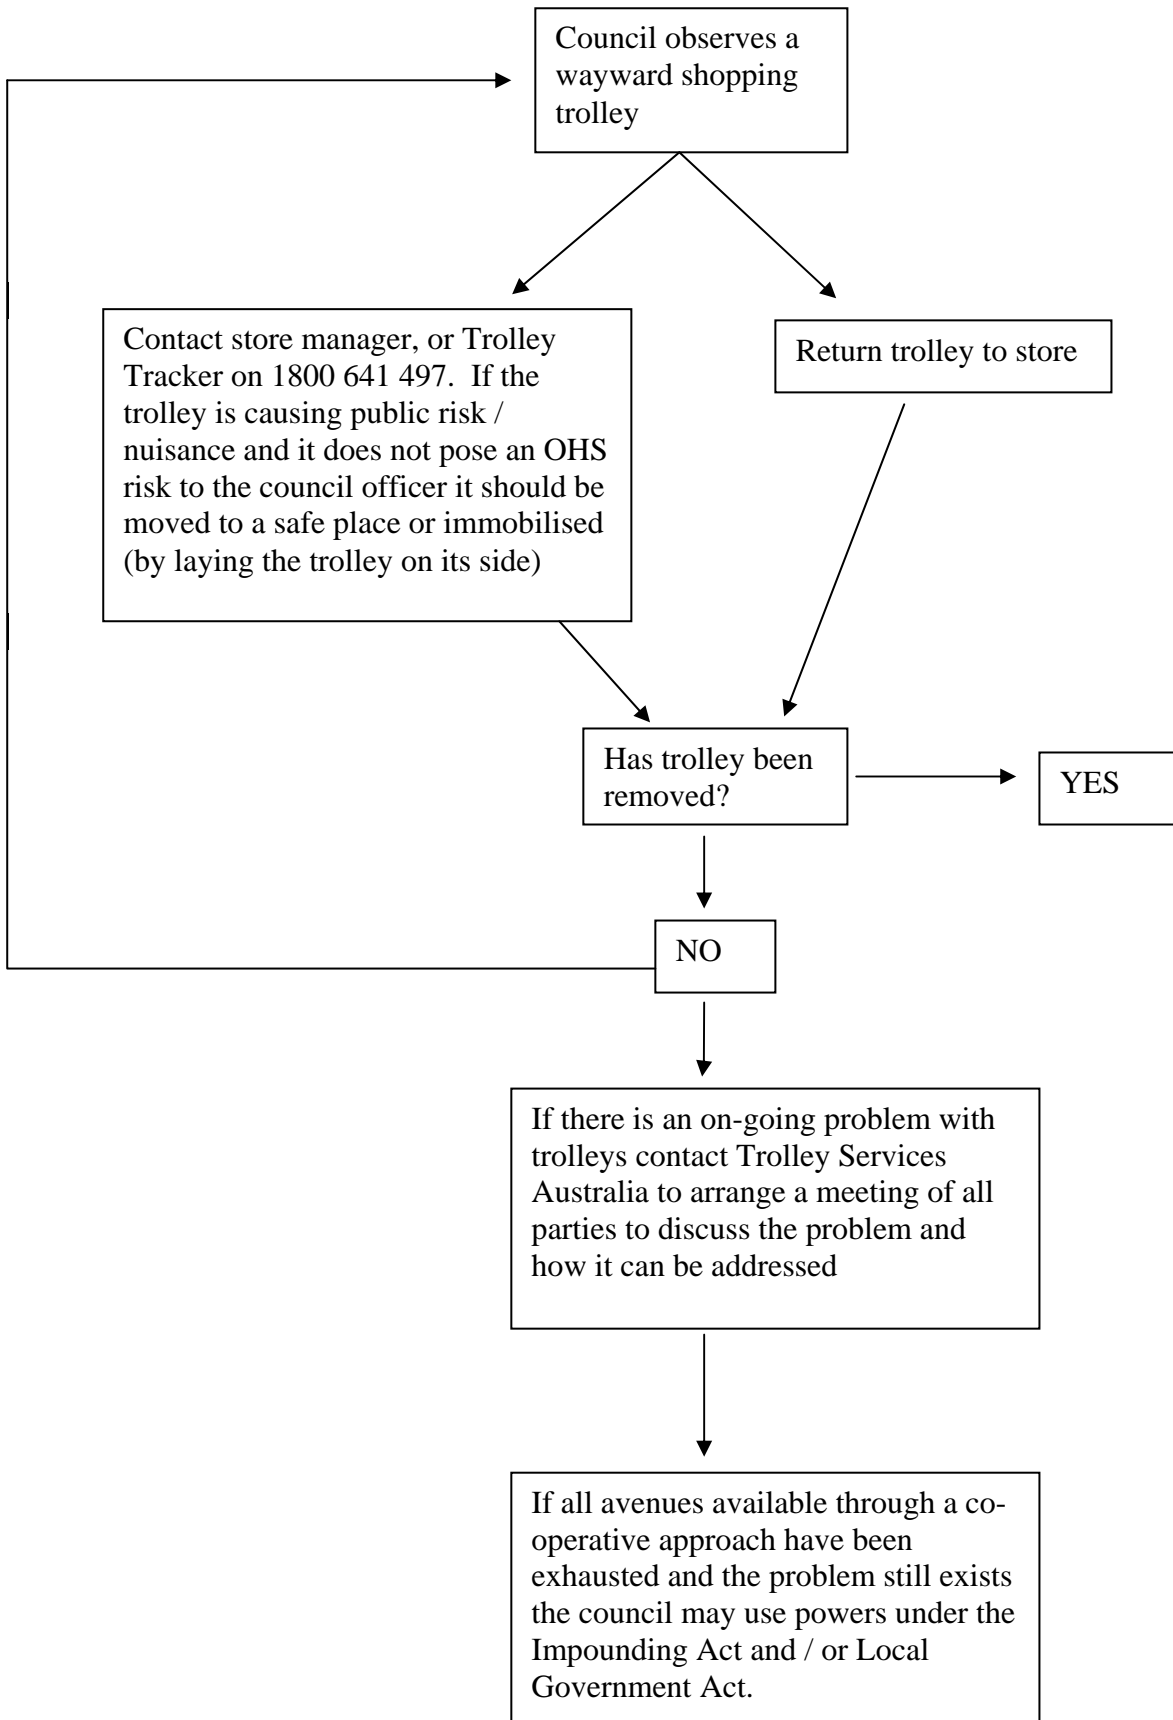 Council observes a
wayward shopping
trolley
Contact store manager, or Trolley
Tracker on 1800 641 497.  If the
trolley is causing public risk /
nuisance and it does not pose an OHS
risk to the council officer it should be
moved to a safe place or immobilised
(by laying the trolley on its side)
Return trolley to store
Has trolley been
removed?
YES
NO
If there is an on-going problem with
trolleys contact Trolley Services
Australia to arrange a meeting of all
parties to discuss the problem and
how it can be addressed
If all avenues available through a co-
operative approach have been
exhausted and the problem still exists
the council may use powers under the
Impounding Act and / or Local
Government Act.